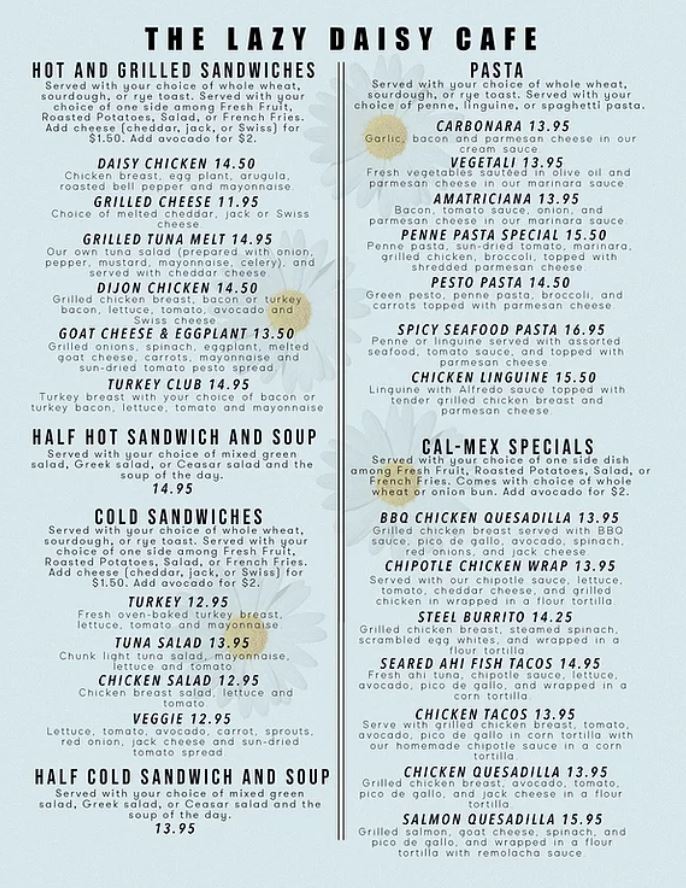 THE LAZY DAISY CAFE
HOT AND GRILLED SANDWICHES
Served with your choice of whole wheat,
sourdough, or rye toast. Served with your
choice of one side among Fresh Fruit,
Roasted Potatoes, Salad, or French Fries.
Add cheese (cheddar, jack, or Swiss) for
$1.50. Add avocado for $2.
DAISY CHICKEN 14.50
Chicken breast, egg plant, arugula,
roasted bell pepper and mayonnaise.
GRILLED CHEESE 11.95
Choice of melted cheddar, jack or Swiss
cheese.
GRILLED TUNA MELT 14.95
Our own tuna salad (prepared with onion,
pepper, mustard, mayonnaise, celery), and
served with cheddar cheese.
DIJON CHICKEN 14.50
Grilled chicken breast, bacon or turkey
bacon, lettuce, tomato, avocado and
Swiss cheese.
GOAT CHEESE & EGGPLANT 13.50
Grilled onions, spinach, eggplant, melted
goat cheese, carrots, mayonnaise and
sun-dried tomato pesto spread.
TURKEY CLUB 14.95
Turkey breast with your choice of bacon or
turkey bacon, lettuce, tomato and mayonnaise
HALF HOT SANDWICH AND SOUP
Served with your choice of mixed green
salad, Greek salad, or Ceasar salad and the
soup of the day.
14.95
COLD SANDWICHES
Served with your choice of whole wheat,
sourdough, or rye toast. Served with your
choice of one side among Fresh Fruit,
Roasted Potatoes, Salad, or French Fries.
Add cheese (cheddar, jack, or Swiss) for
$1.50. Add avocado for $2.
TURKEY 12.95
Fresh oven-baked turkey breast,
lettuce, tomato and mayonnaise.
TUNA SALAD 13.95
Chunk light tuna salad, mayonnaise,
lettuce and tomato.
CHICKEN SALAD 12.95
Chicken breast salad, lettuce and
tomato.
VEGGIE 12.95
Lettuce, tomato, avocado, carrot, sprouts,
red onion, jack cheese and sun-dried
tomato spread.
HALF COLD SANDWICH AND SOUP
Served with your choice of mixed green
salad, Greek salad, or Ceasar salad and the
soup of the day.
13.95
PASTA
Served with your choice of whole wheat,
sourdough, or rye toast. Served with your
choice of penne, linguine, or spaghetti pasta.
CARBONARA 13.95
Garlic, bacon and parmesan cheese in our
cream sauce.
VEGETALI 13.95
Fresh vegetables sautéed in olive oil and
parmesan cheese in our marinara sauce.
AMATRICIANA 13.95
Bacon, tomato sauce, onion, and
parmesan cheese in our marinara sauce.
PENNE PASTA SPECIAL 15.50
Penne pasta, sun-dried tomato, marinara,
grilled chicken, broccoli, topped with
shredded parmesan cheese.
PESTO PASTA 14.50
Green pesto, penne pasta, broccoli, and
carrots topped with parmesan cheese.
SPICY SEAFOOD PASTA 16.95
Penne or linguine served with assorted
seafood, tomato sauce, and topped with
parmesan cheese.
CHICKEN LINGUINE 15.50
Linguine with Alfredo sauce topped with
tender grilled chicken breast and
parmesan cheese.
CAL-MEX SPECIALS
Served with your choice of one side dish
among Fresh Fruit, Roasted Potatoes, Salad, or
French Fries. Comes with choice of whole
wheat or onion bun. Add avocado for $2.
BBQ CHICKEN QUESADILLA 13.95
Grilled chicken breast served with BBQ
sauce, pico de gallo, avocado, spinach,
red onions, and jack cheese.
CHIPOTLE CHICKEN WRAP 13.95
Served with our chipotle sauce, lettuce,
tomato, cheddar cheese, and grilled
chicken in wrapped in a flour tortilla.
STEEL BURRITO 14.25
Grilled chicken breast, steamed spinach,
scrambled egg whites, and wrapped in a
flour tortilla.
SEARED AHI FISH TACOS 14.95
Fresh ahi tuna, chipotle sauce, lettuce,
avocado, pico de gallo, and wrapped in a
corn tortilla.
CHICKEN TACOS 13.95
Serve with grilled chicken breast, tomato,
avocado, pico de gallo in corn tortilla with
our homemade chipotle sauce in a corn
tortilla.
CHICKEN QUESADILLA 13.95
Grilled chicken breast, avocado, tomato,
pico de gallo, and jack cheese in a flour
tortilla.
SALMON QUESADILLA 15.95
Grilled salmon, goat cheese, spinach, and
pico de gallo, and wrapped in a flour
tortilla with remolacha sauce.